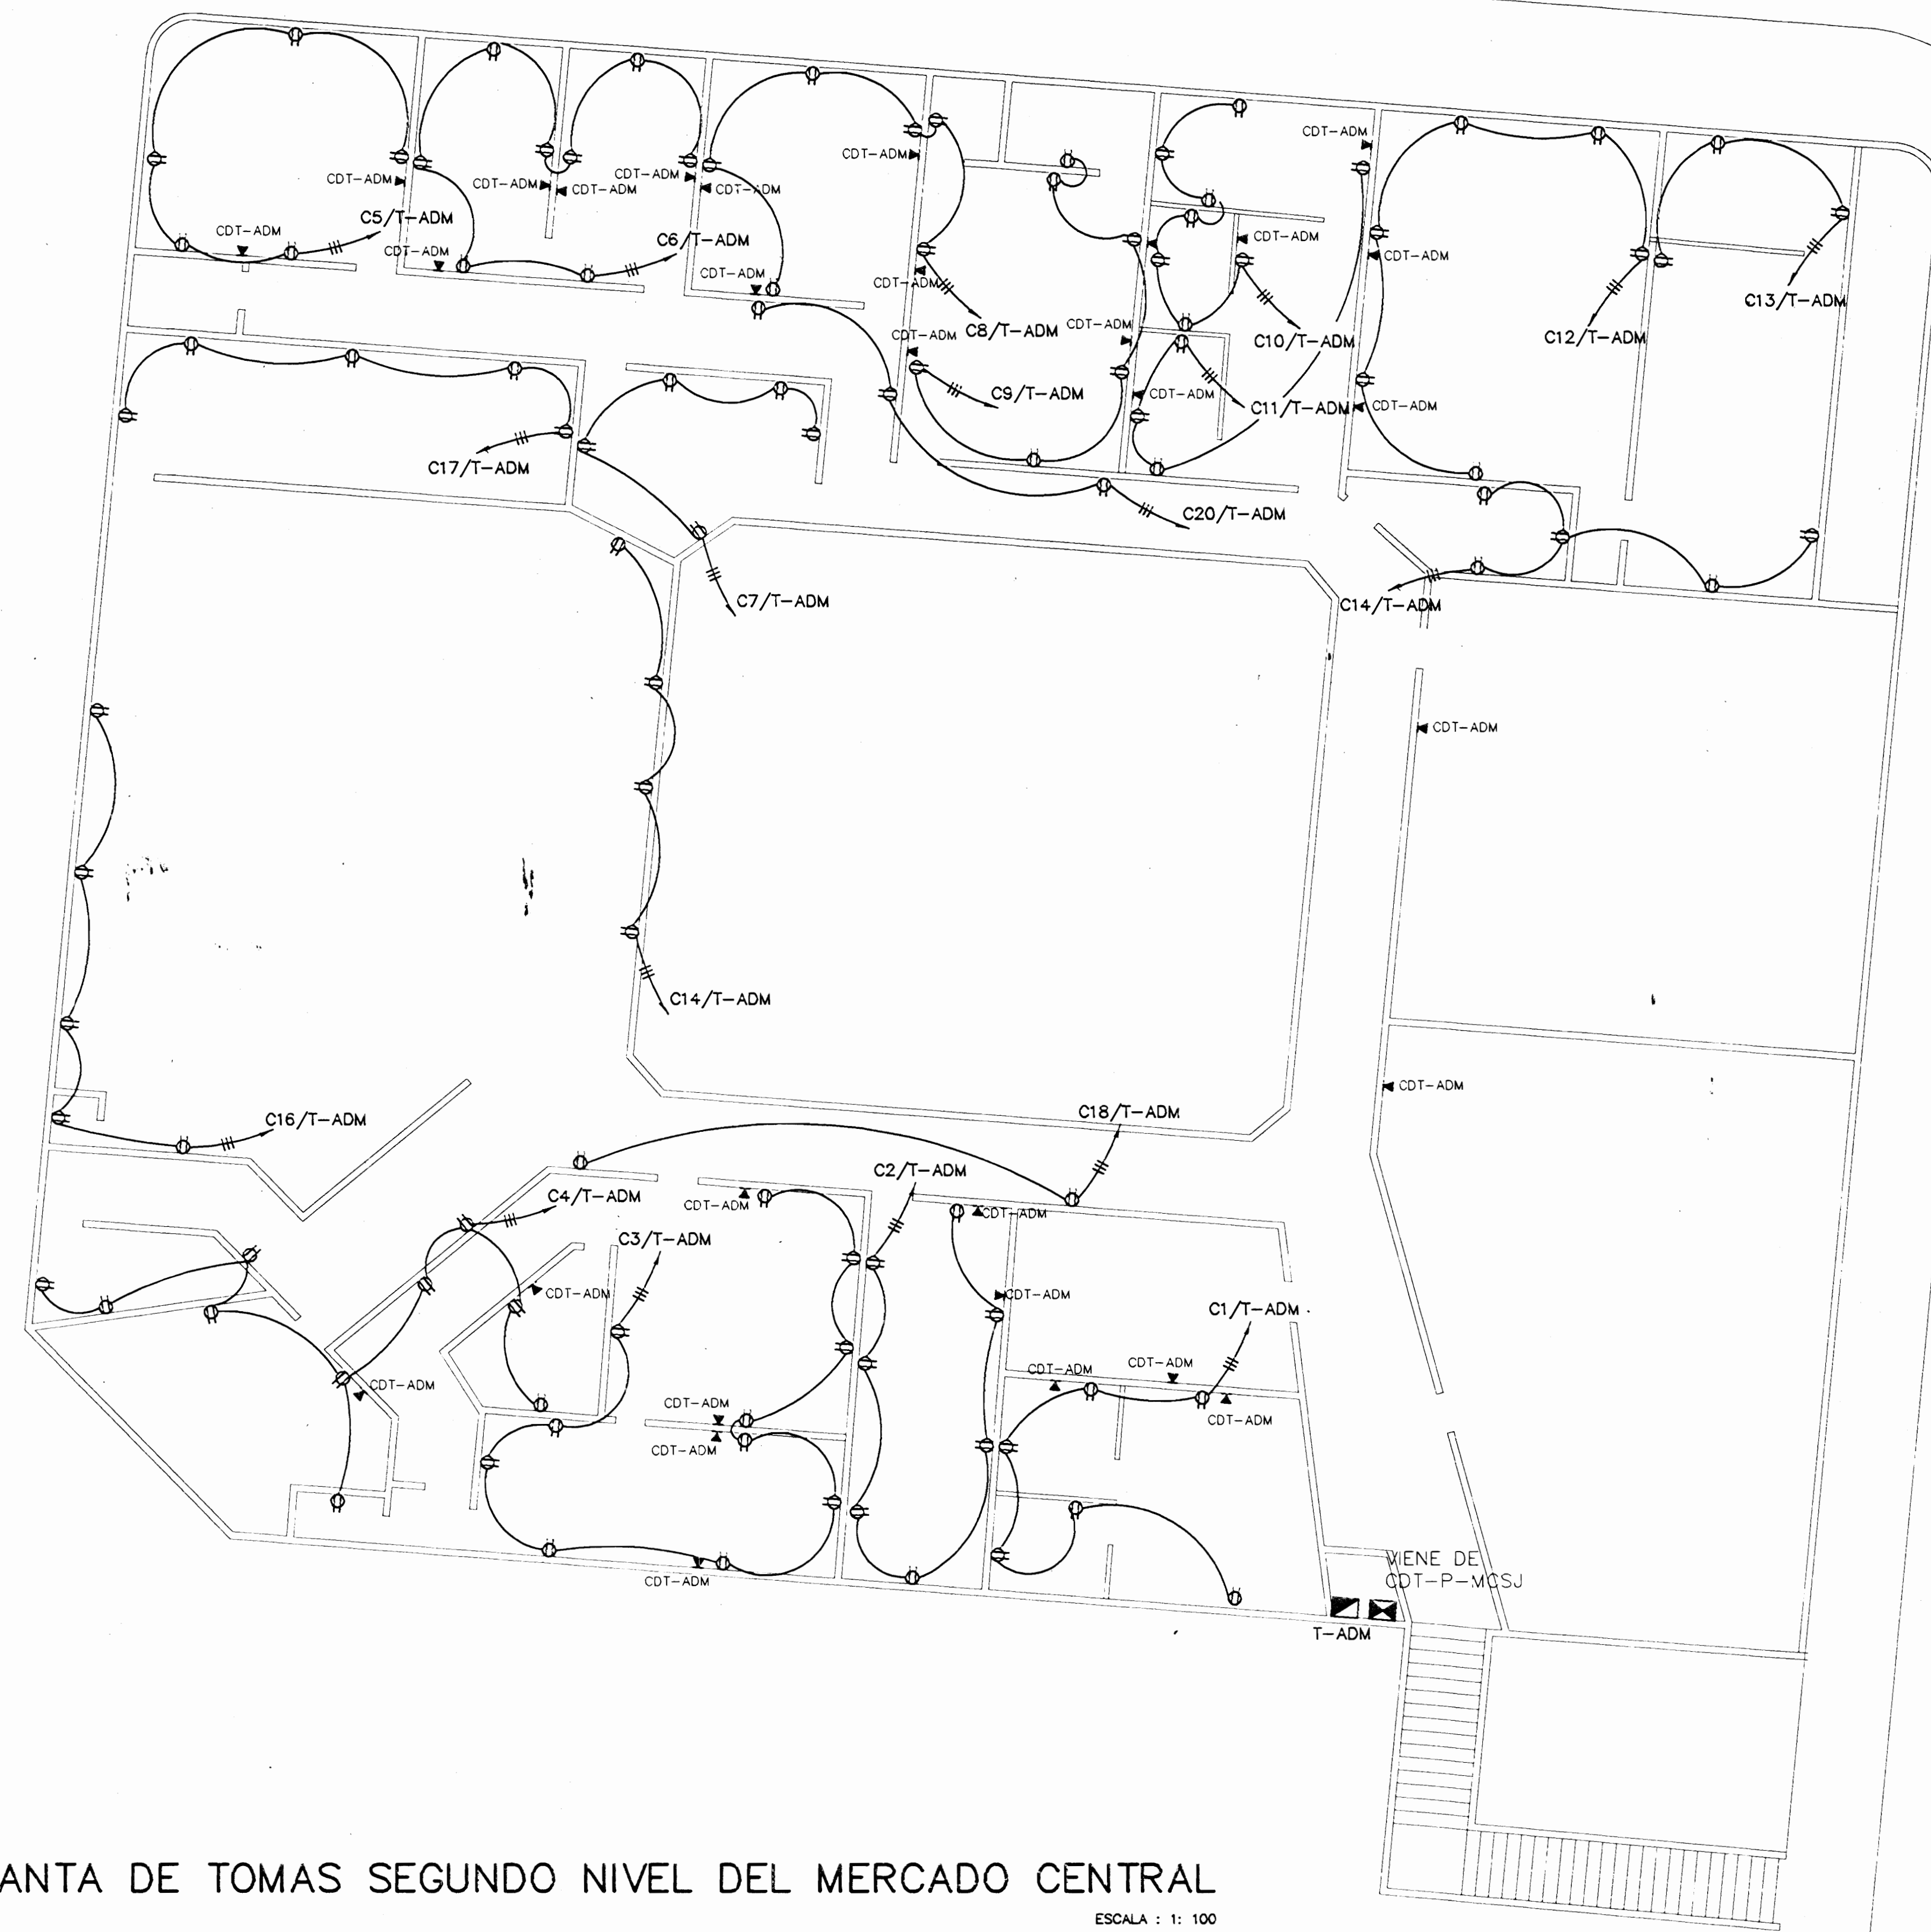 CDT-ADM
CDT-ADM
CDT-ADM
CDT-ADM
CDT-ADM
CDT-ADM
CDT-ADM
C5/T-ADM
CDT-ADM
C6/T-ADM
CDT-ADM
CDT-ADM
CDT-ADM
CDT-ADM
CDT-ADM
C13/T-ADM
CDT-ADM
C8/T-ADM
CDT-ADM
C10/T-ADM
C12/T-ADM
C9/T-ADM
CDT-ADM
C11/T-ADM
CDT-ADM
C17/T-ADM
C20/T-ADM
C7/T-ADM
C14/T-ADM
CDT-ADM
C14/T-ADM
CDT-ADM
C16/T-ADM
C18/T-ADM
C2/T-ADM
C4/T-ADM
CDT-ADM
CDT-ADM
C3/T-ADM
CDT-ADM
CDT-ADM
C1/T-ADM
CDT-ADM
CDT-ADM
CDT-ADM
CDT-ADM
CDT-ADM
CDT-ADM
CDT-ADM
VIENE DE
CDT-P-MCSJ
T-ADM
ANTA DE TOMAS SEGUNDO NIVEL DEL MERCADO CENTRAL
ESCALA : 1: 100